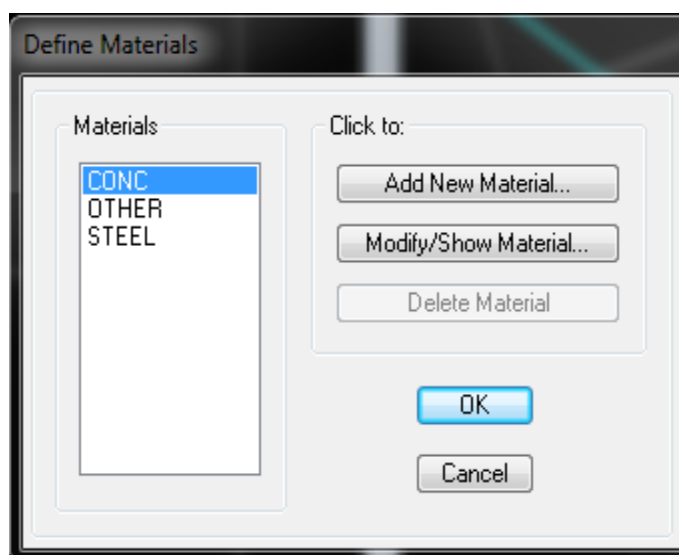 Define Materials
Materials
CONC
OTHER
STEEL
Click to:
Add New Material...
Modify/Show Material...
Delete Material
OK
Cancel